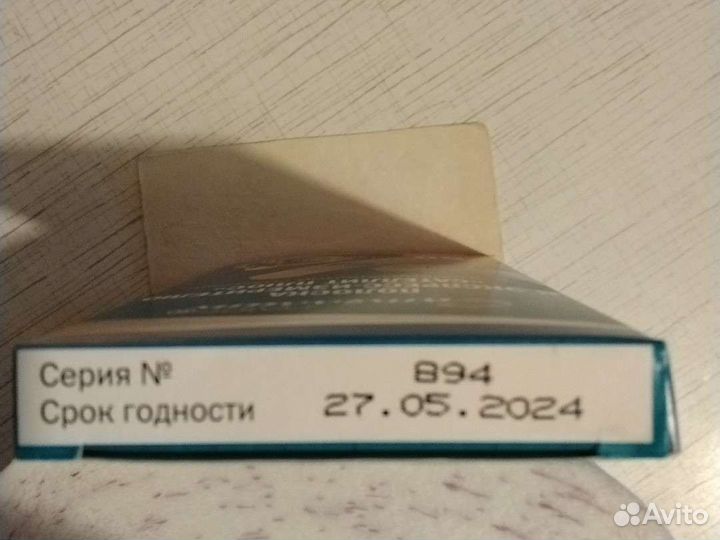 Серия № 894
Срок годности 27.05.2024
Avito